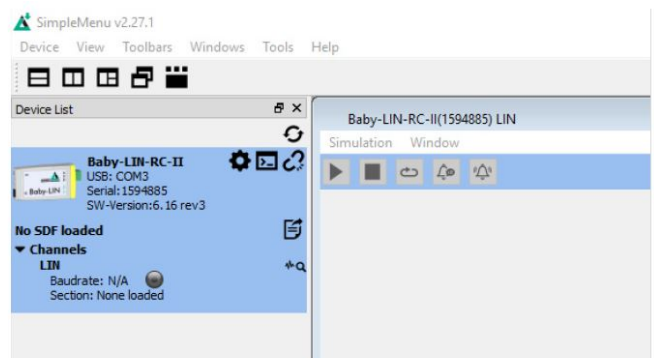 SimpleMenu v2.27.1
Device View Toolbars Windows Tools Help
Device List
Baby-LIN-RC-II
USB: COM3
Serial:1594885
SW-Version:6.16 rev3
Baby-LIN
No SDF loaded
Channels
LIN
Baudrate: N/A
Section: None loaded
Baby-LIN-RC-II(1594885) LIN
Simulation Window